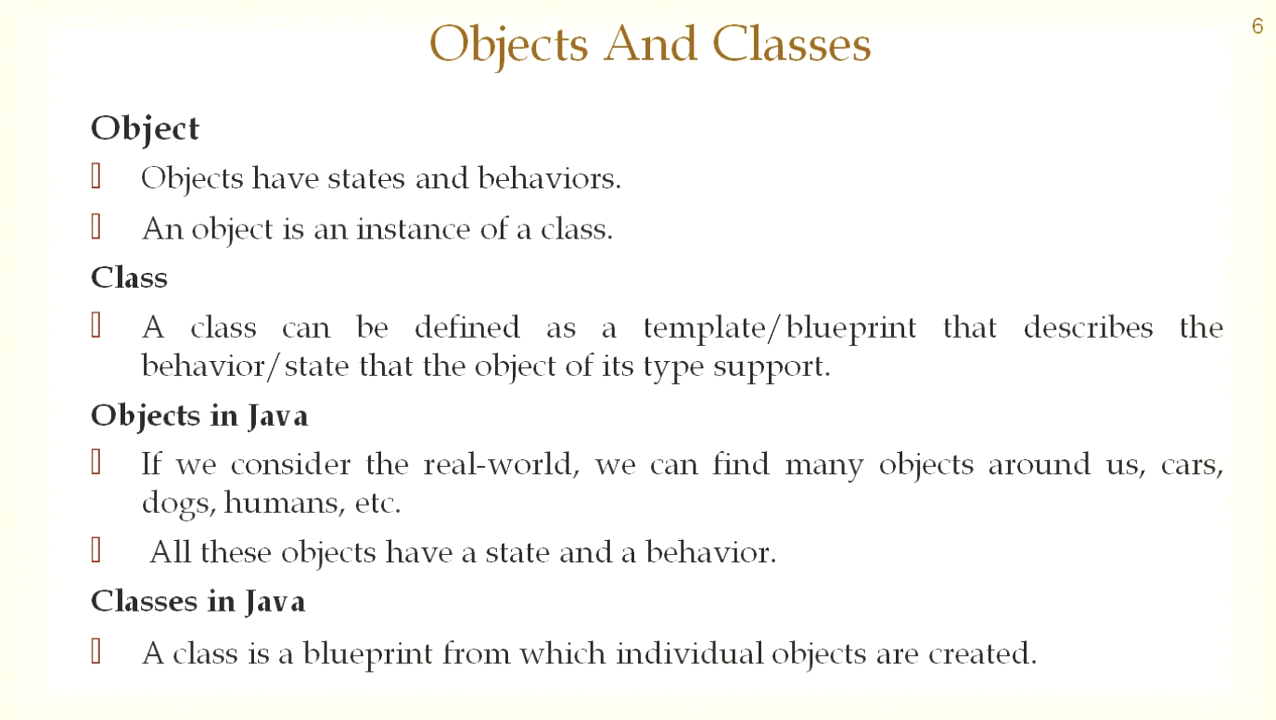 Objects And Classes
6
Object
Objects have states and behaviors.
An object is an instance of a class.
Class
A class can be defined as a template/blueprint that describes the
behavior/state that the object of its type support.
Objects in Java
If we consider the real-world, we can find many objects around us, cars,
dogs, humans, etc.
All these objects have a state and a behavior.
Classes in Java
A class is a blueprint from which individual objects are created.